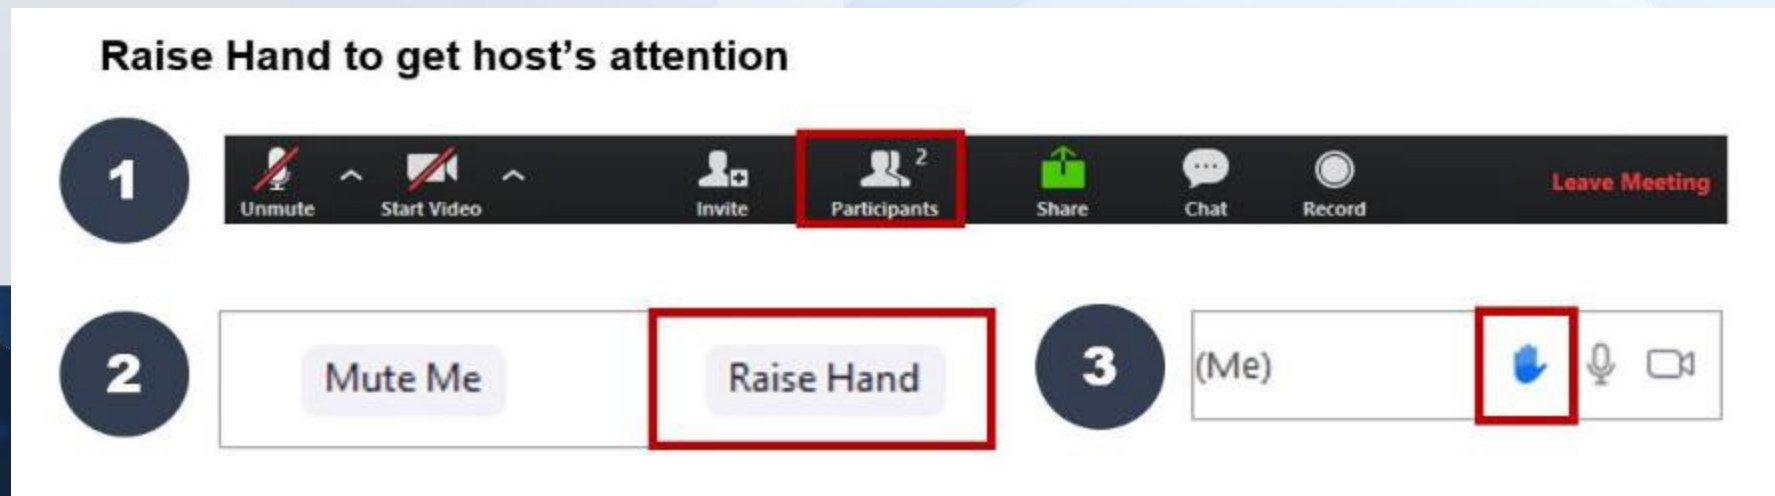 Raise Hand to get host’s attention
1
2
Unmute Start Video Invite Participants Share Chat Record Leave Meeting
2 Mute Me Raise Hand 3 (Me)